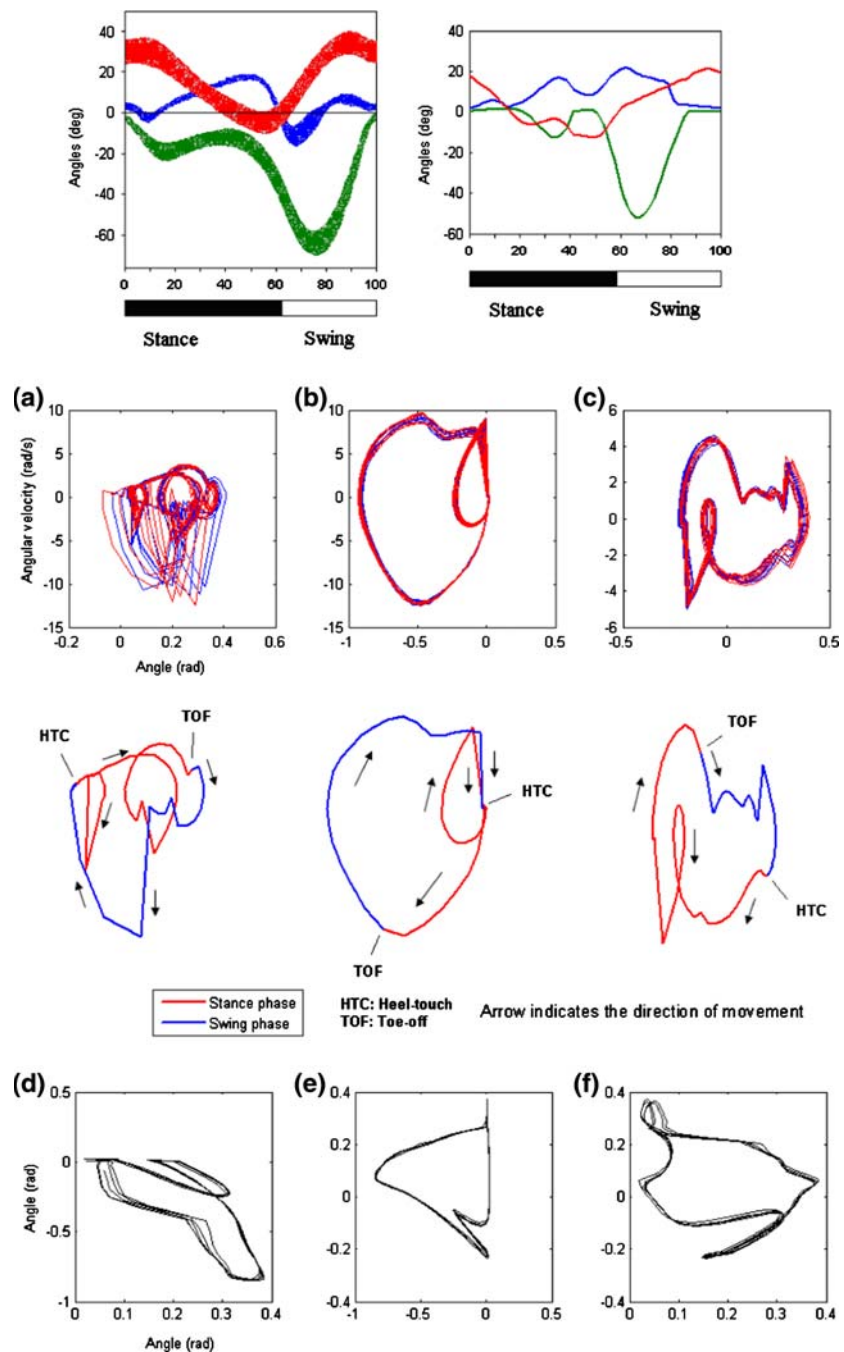 40
20
0
-20
-40
-60
Angles (deg)
0 20 40 60 80 100
Stance Swing
40
20
0
-20
-40
-60
Angles (deg)
0 20 40 60 80 100
Stance Swing
(a)
10
5
0
-5
-10
-15
Angular velocity (rad/s)
-0.2 0 0.2 0.4 0.6
Angle (rad)
(b)
10
5
0
-5
-10
-15
-1 -0.5 0
(c)
6
4
2
0
-2
-4
-6
-0.5 0 0.5
HTC
TOF
HTC
TOF
TOF
HTC
Stance phase
Swing phase
HTC: Heel-touch
TOF: Toe-off
Arrow indicates the direction of movement
(d)
0.5
0
-0.5
-1
Angle (rad)
0 0.1 0.2 0.3 0.4
Angle (rad)
(e)
0.4
0.2
0
-0.2
-0.4
-1 -0.5 0 0.5
(f)
0.4
0.2
0
-0.2
-0.4
0 0.1 0.2 0.3 0.4